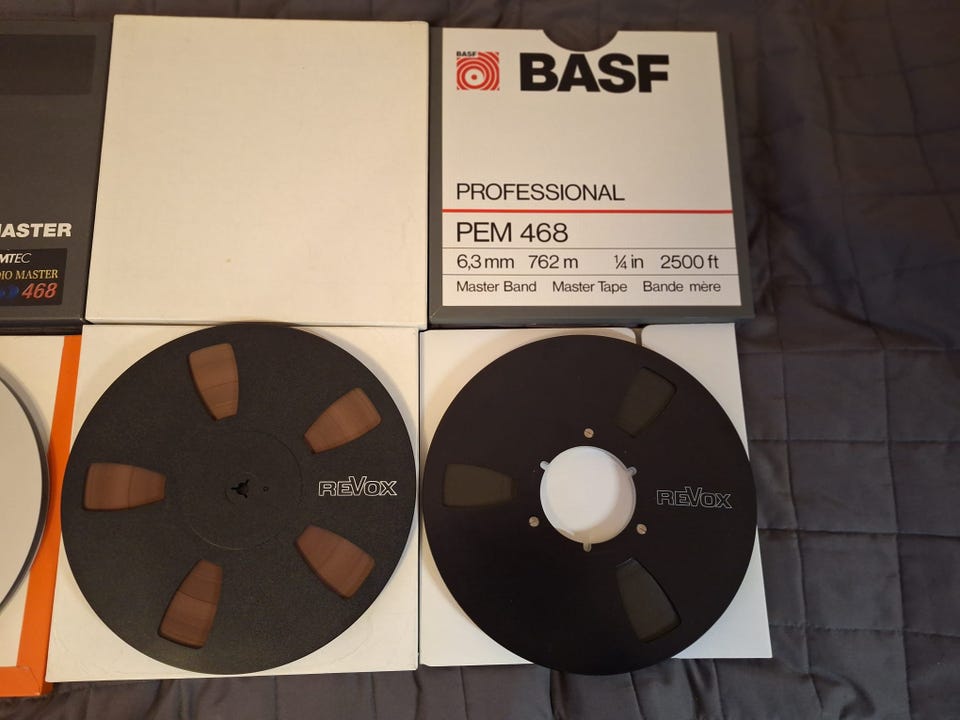 BASF
BASF
PROFESSIONAL
PEM 468
6,3 mm 762 m ¼ in 2500 ft
Master Band Master Tape Bande mère
MASTER
MTEC
IO MASTER
468
REVOX
REVOX